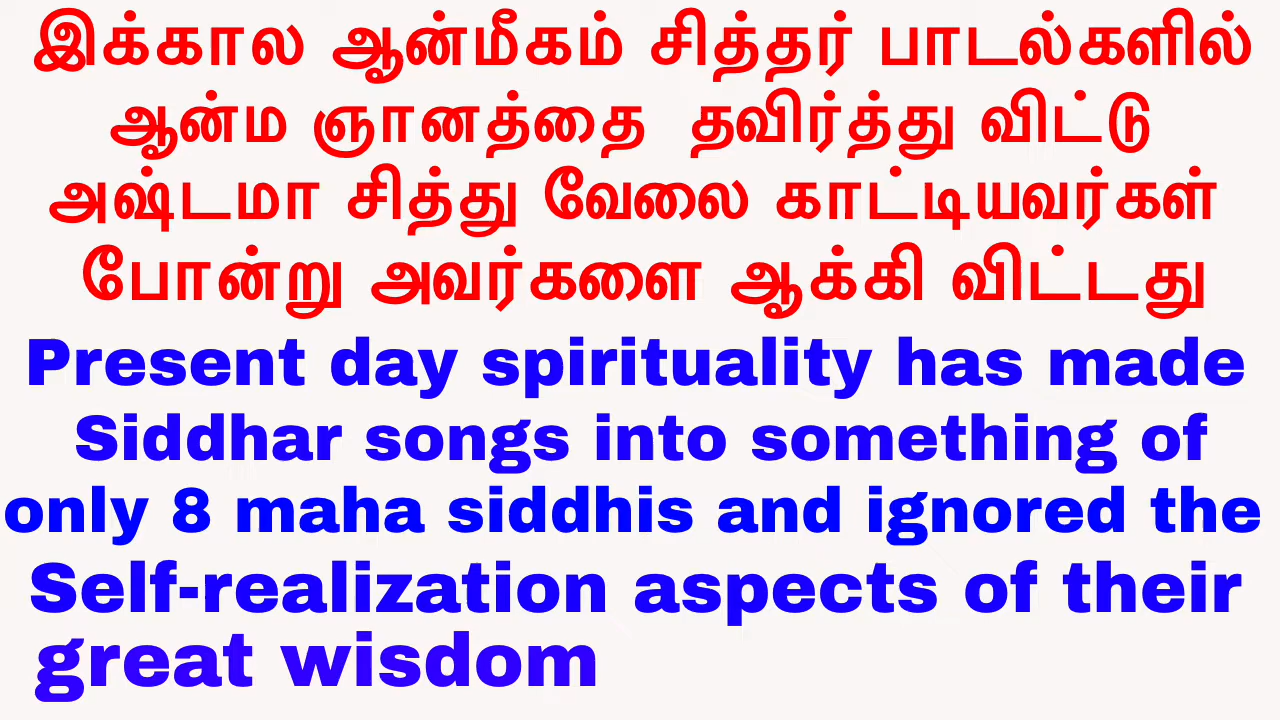 இக்கால ஆன்மீகம் சித்தர் பாடல்களில்
ஆன்ம ஞானத்தை தவிர்த்து விட்டு
அஷ்டமா சித்து வேலை காட்டியவர்கள்
போன்று அவர்களை ஆக்கி விட்டது
Present day spirituality has made
Siddhar songs into something of
only 8 maha siddhis and ignored the
Self-realization aspects of their
great wisdom